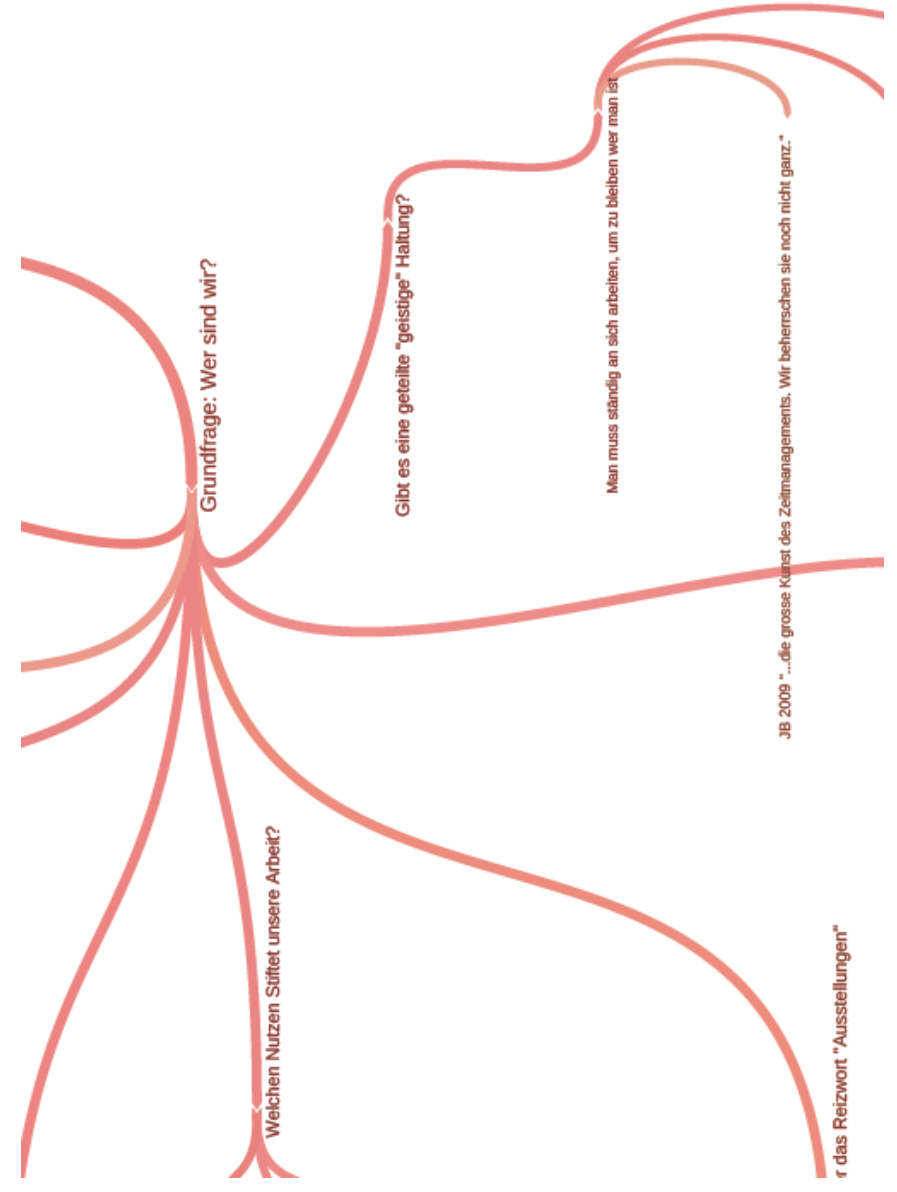 Grundfrage: Wer sind wir?
Gibt es eine geteilte "geistige" Haltung?
Man muss ständig an sich arbeiten, um zu bleiben wer man ist
JB 2009 "...die grosse Kunst des Zeitmanagements. Wir beherrschen sie noch nicht ganz."
Welchen Nutzen Stiftet unsere Arbeit?
das Reizwort "Ausstellungen"